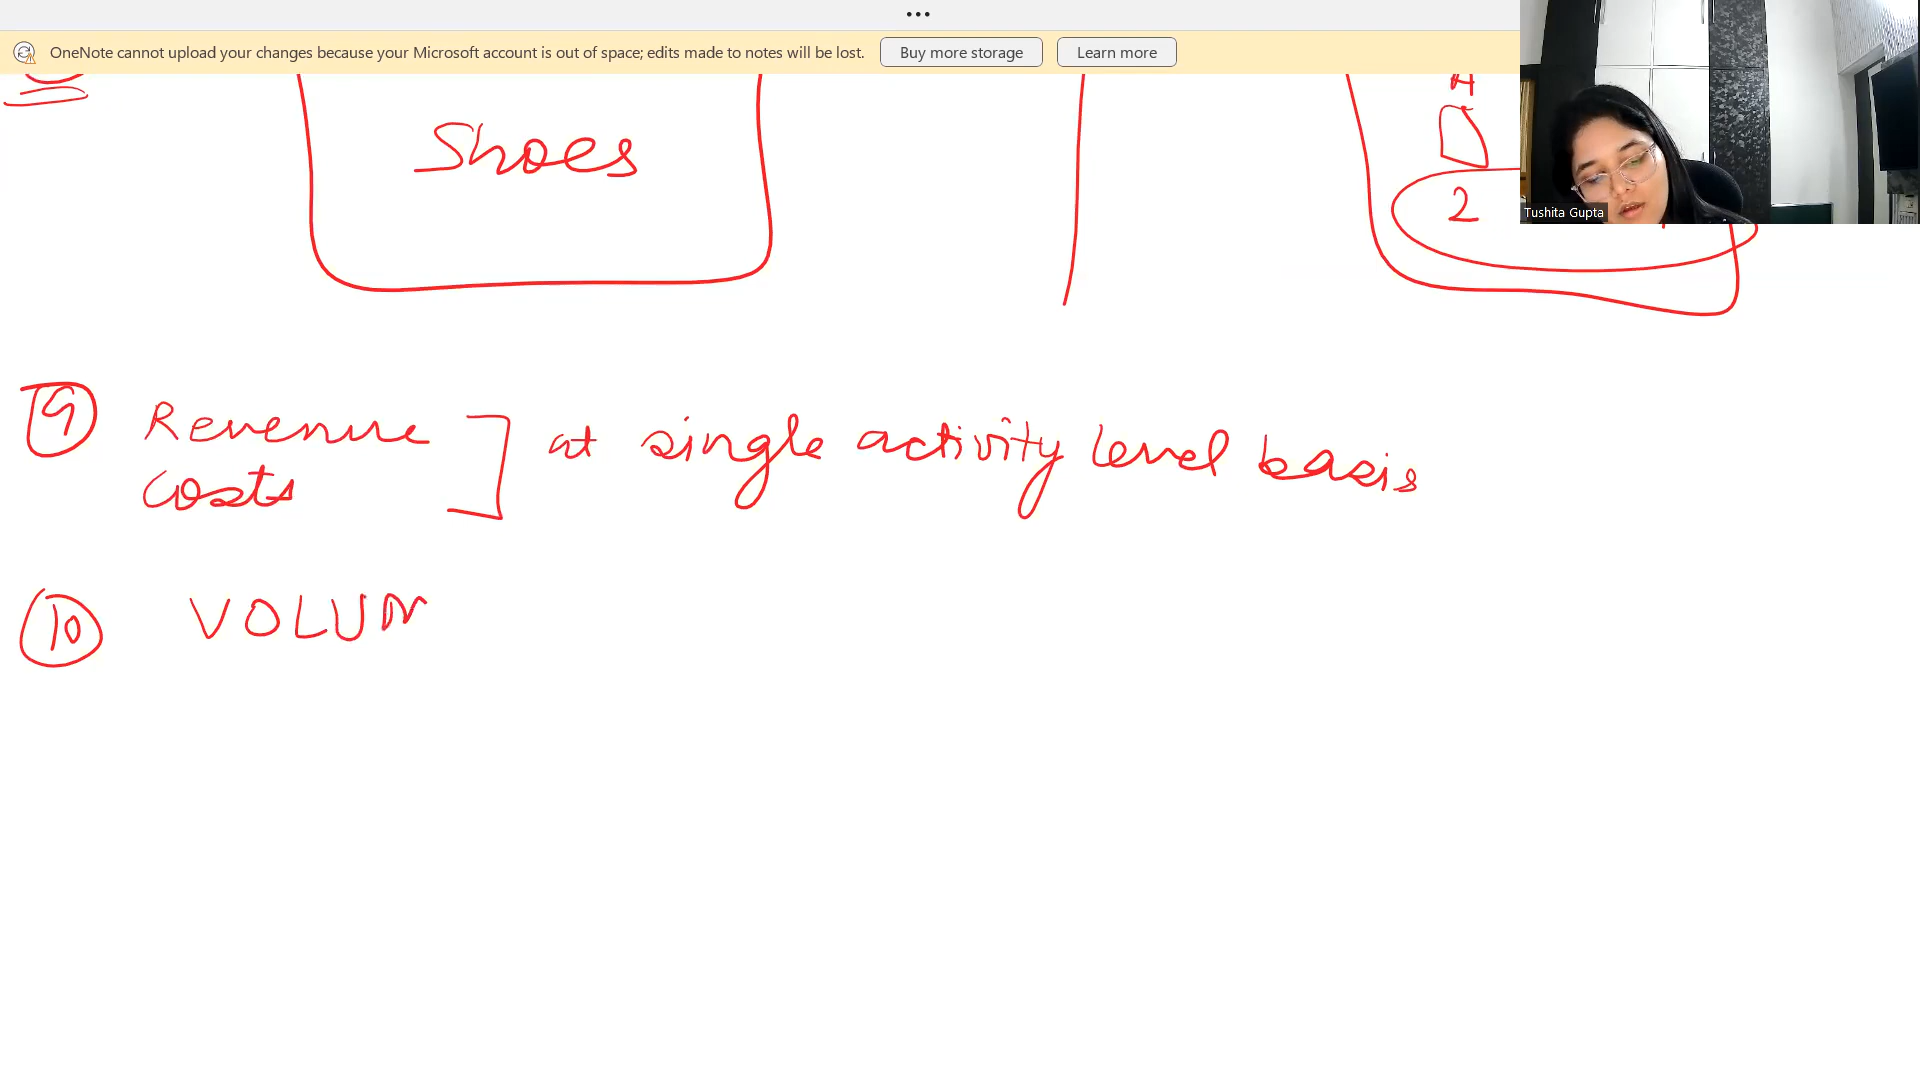 OneNote cannot upload your changes because your Microsoft account is out of space; edits made to notes will be lost. Buy more storage Learn more
Shoes
A
2
Tushita Gupta
9 Revenue
Costs
at single activity level basis
10 VOLUM